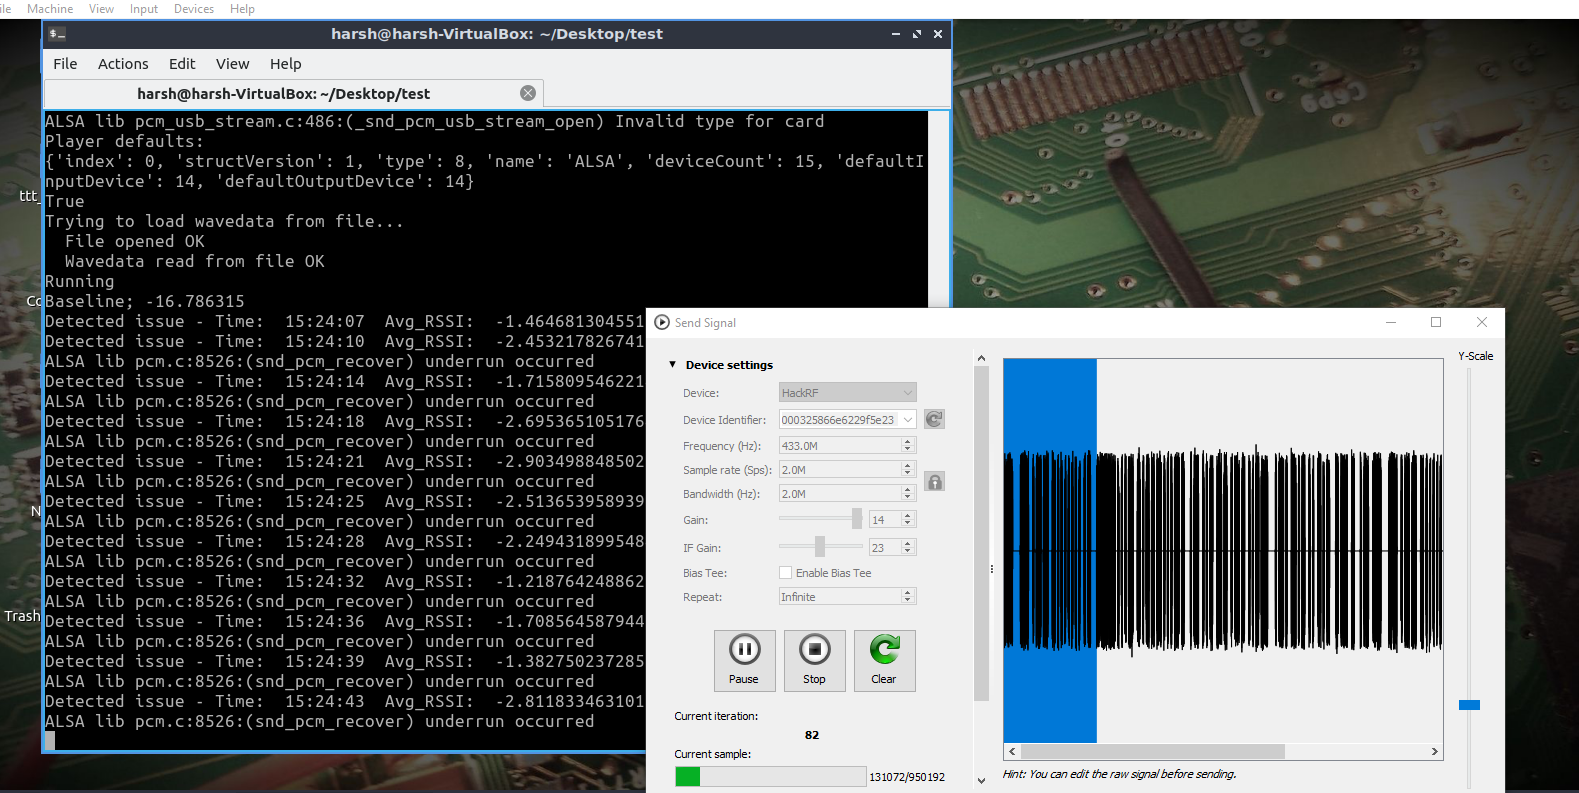 ile Machine View Input Devices Help
harsh@harsh-VirtualBox: ~/Desktop/test
File Actions Edit View Help
harsh@harsh-VirtualBox: ~/Desktop/test
ALSA lib pcm_usb_stream.c:486:(_snd_pcm_usb_stream_open) Invalid type for card
Player defaults:
{'index': 0, 'structVersion': 1, 'type': 8, 'name': 'ALSA', 'deviceCount': 15, 'defaultI
nputDevice': 14, 'defaultOutputDevice': 14}
True
Trying to load wavedata from file...
File opened OK
Wavedata read from file OK
Running
Baseline; -16.786315
Detected issue - Time: 15:24:07 Avg_RSSI: -1.464681304551
Detected issue - Time: 15:24:10 Avg_RSSI: -2.453217826741
ALSA lib pcm.c:8526:(snd_pcm_recover) underrun occurred
Detected issue - Time: 15:24:14 Avg_RSSI: -1.715809546221
ALSA lib pcm.c:8526:(snd_pcm_recover) underrun occurred
Detected issue - Time: 15:24:18 Avg_RSSI: -2.695365105176
ALSA lib pcm.c:8526:(snd_pcm_recover) underrun occurred
Detected issue - Time: 15:24:21 Avg_RSSI: -2.903498848502
ALSA lib pcm.c:8526:(snd_pcm_recover) underrun occurred
Detected issue - Time: 15:24:25 Avg_RSSI: -2.513653958939
ALSA lib pcm.c:8526:(snd_pcm_recover) underrun occurred
Detected issue - Time: 15:24:28 Avg_RSSI: -2.249431899548
ALSA lib pcm.c:8526:(snd_pcm_recover) underrun occurred
Detected issue - Time: 15:24:32 Avg_RSSI: -1.218764248862
ALSA lib pcm.c:8526:(snd_pcm_recover) underrun occurred
Detected issue - Time: 15:24:36 Avg_RSSI: -1.708564587944
ALSA lib pcm.c:8526:(snd_pcm_recover) underrun occurred
Detected issue - Time: 15:24:39 Avg_RSSI: -1.382750237285
ALSA lib pcm.c:8526:(snd_pcm_recover) underrun occurred
Detected issue - Time: 15:24:43 Avg_RSSI: -2.811833463101
ALSA lib pcm.c:8526:(snd_pcm_recover) underrun occurred
ttt_
Co
N
Trash
Send Signal
Device settings
Device: HackRF
Device Identifier: 000325866e6229f5e23
Frequency (Hz): 433.0M
Sample rate (Sps): 2.0M
Bandwidth (Hz): 2.0M
Gain: 14
IF Gain: 23
Bias Tee: Enable Bias Tee
Repeat: Infinite
Pause Stop Clear
Current iteration:
82
Current sample:
131072/950192
Y-Scale
Hint: You can edit the raw signal before sending.